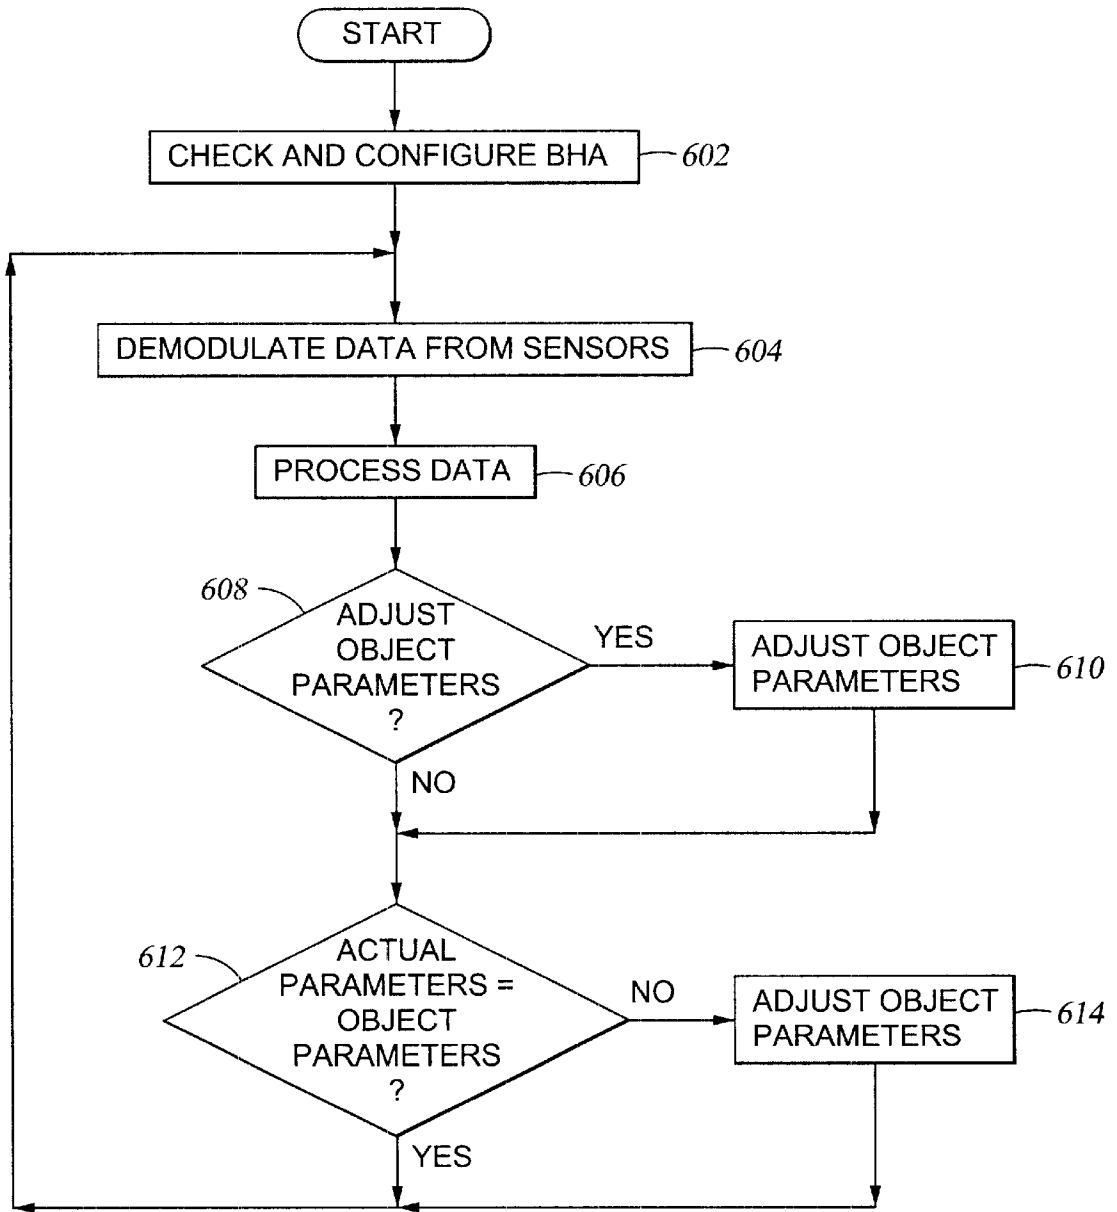 START
CHECK AND CONFIGURE BHA
602
DEMODULATE DATA FROM SENSORS
604
PROCESS DATA
606
608
ADJUST
OBJECT
PARAMETERS
?
YES
ADJUST OBJECT
PARAMETERS
610
NO
612
ACTUAL
PARAMETERS =
OBJECT
PARAMETERS
?
NO
ADJUST OBJECT
PARAMETERS
614
YES